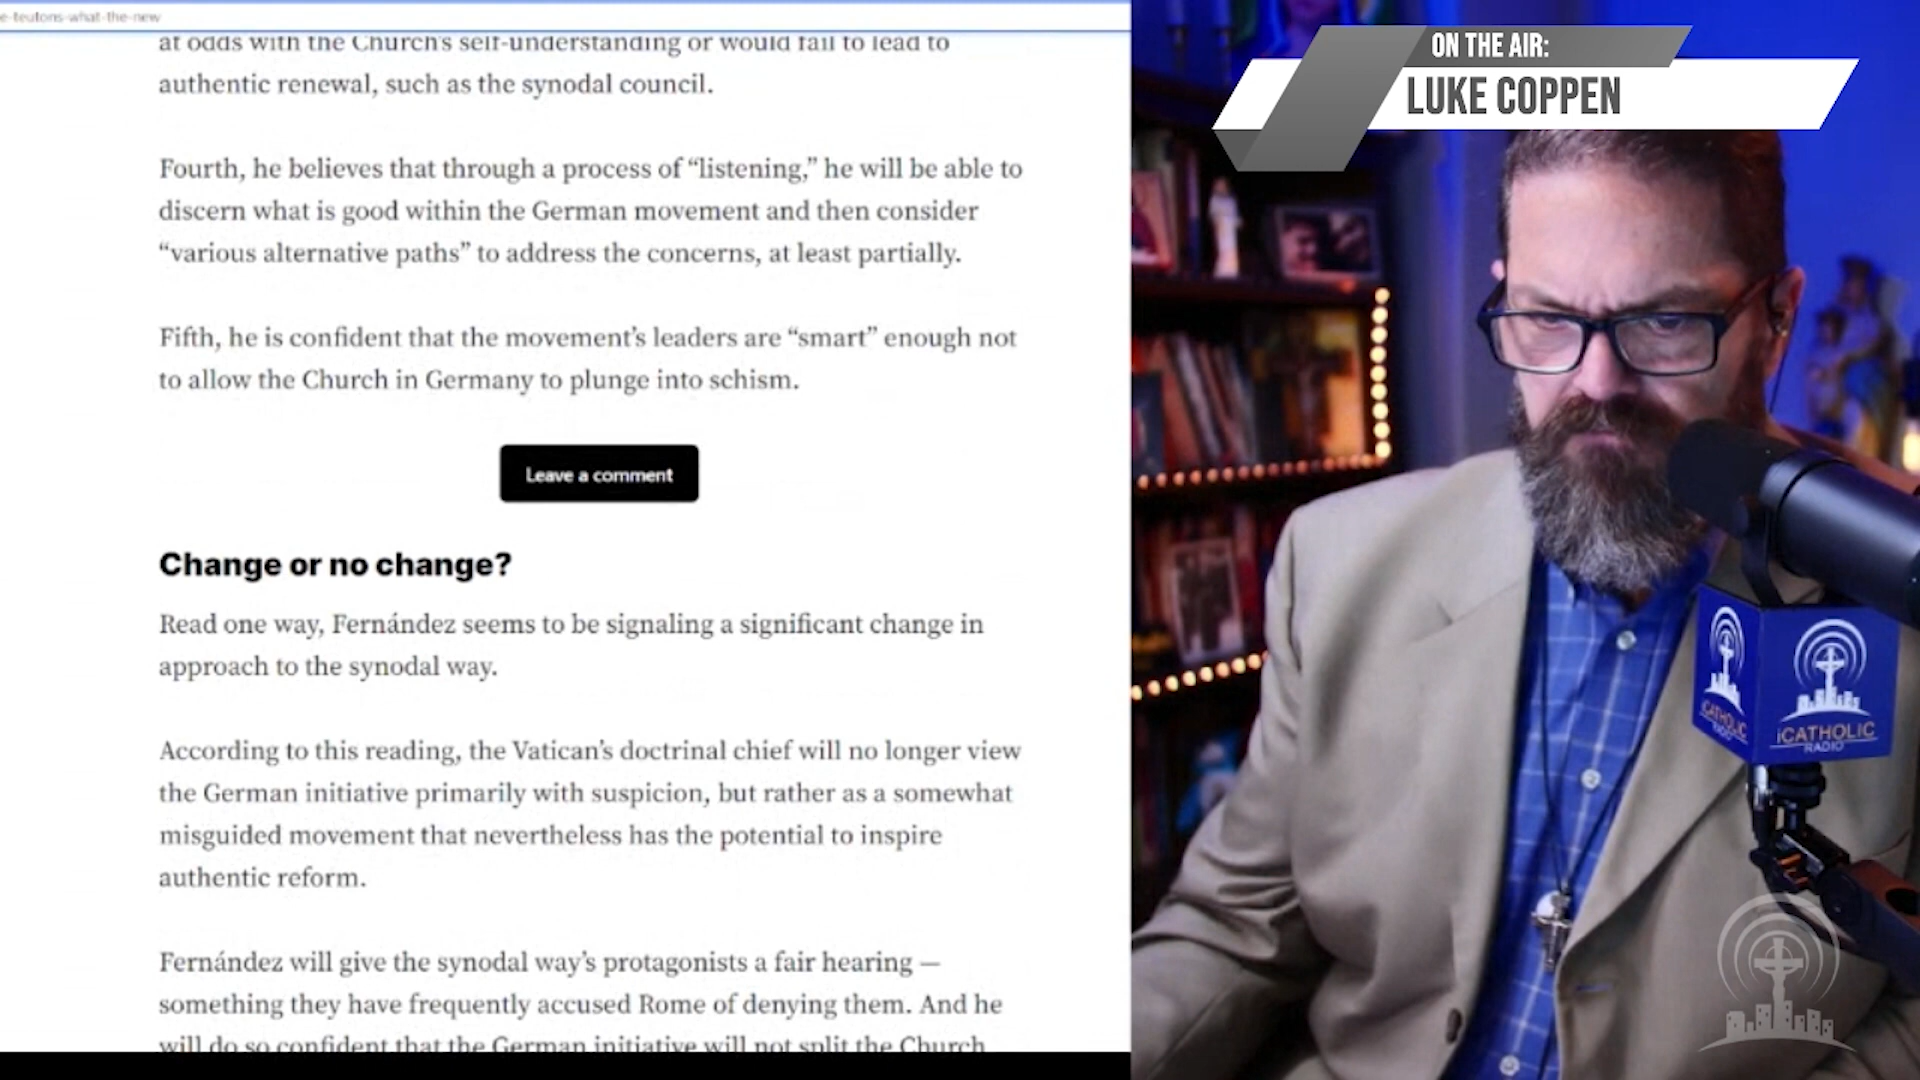 e-teutons-what-the-new
at odds with the Church's self-understanding or would fail to lead to
authentic renewal, such as the synodal council.
Fourth, he believes that through a process of “listening,” he will be able to
discern what is good within the German movement and then consider
“various alternative paths” to address the concerns, at least partially.
Fifth, he is confident that the movement’s leaders are “smart” enough not
to allow the Church in Germany to plunge into schism.
Leave a comment
Change or no change?
Read one way, Fernández seems to be signaling a significant change in
approach to the synodal way.
According to this reading, the Vatican’s doctrinal chief will no longer view
the German initiative primarily with suspicion, but rather as a somewhat
misguided movement that nevertheless has the potential to inspire
authentic reform.
Fernández will give the synodal way’s protagonists a fair hearing —
something they have frequently accused Rome of denying them. And he
will do so confident that the German initiative will not split the Church
ON THE AIR:
LUKE COPPEN
iCATHOLIC
RADIO
iCATHOLIC
RADIO